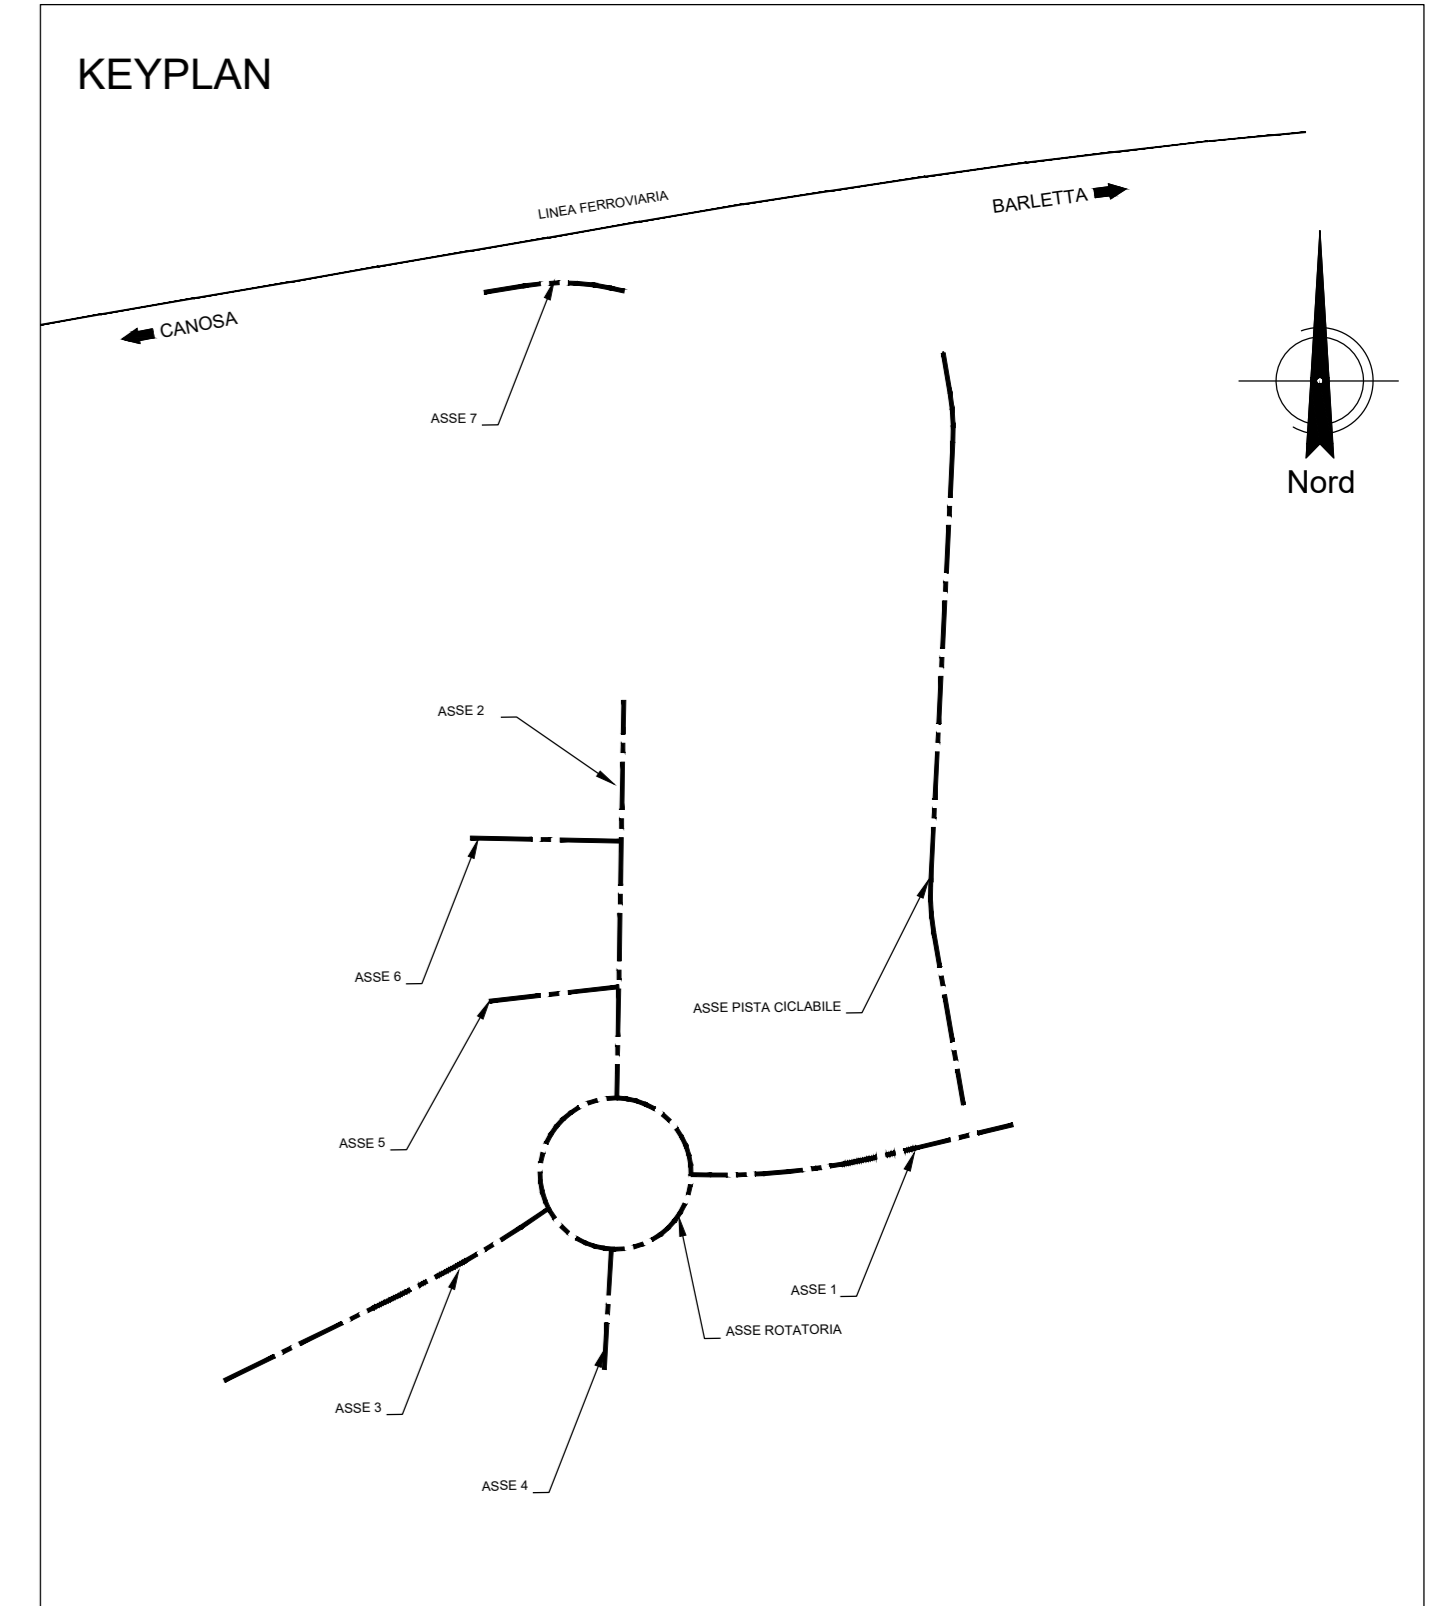 KEYPLAN
LINEA FERROVIARIA
BARLETTA
CANOSA
ASSE 7
Nord
ASSE 2
ASSE 6
ASSE PISTA CICLABILE
ASSE 5
ASSE 1
ASSE ROTATORIA
ASSE 3
ASSE 4